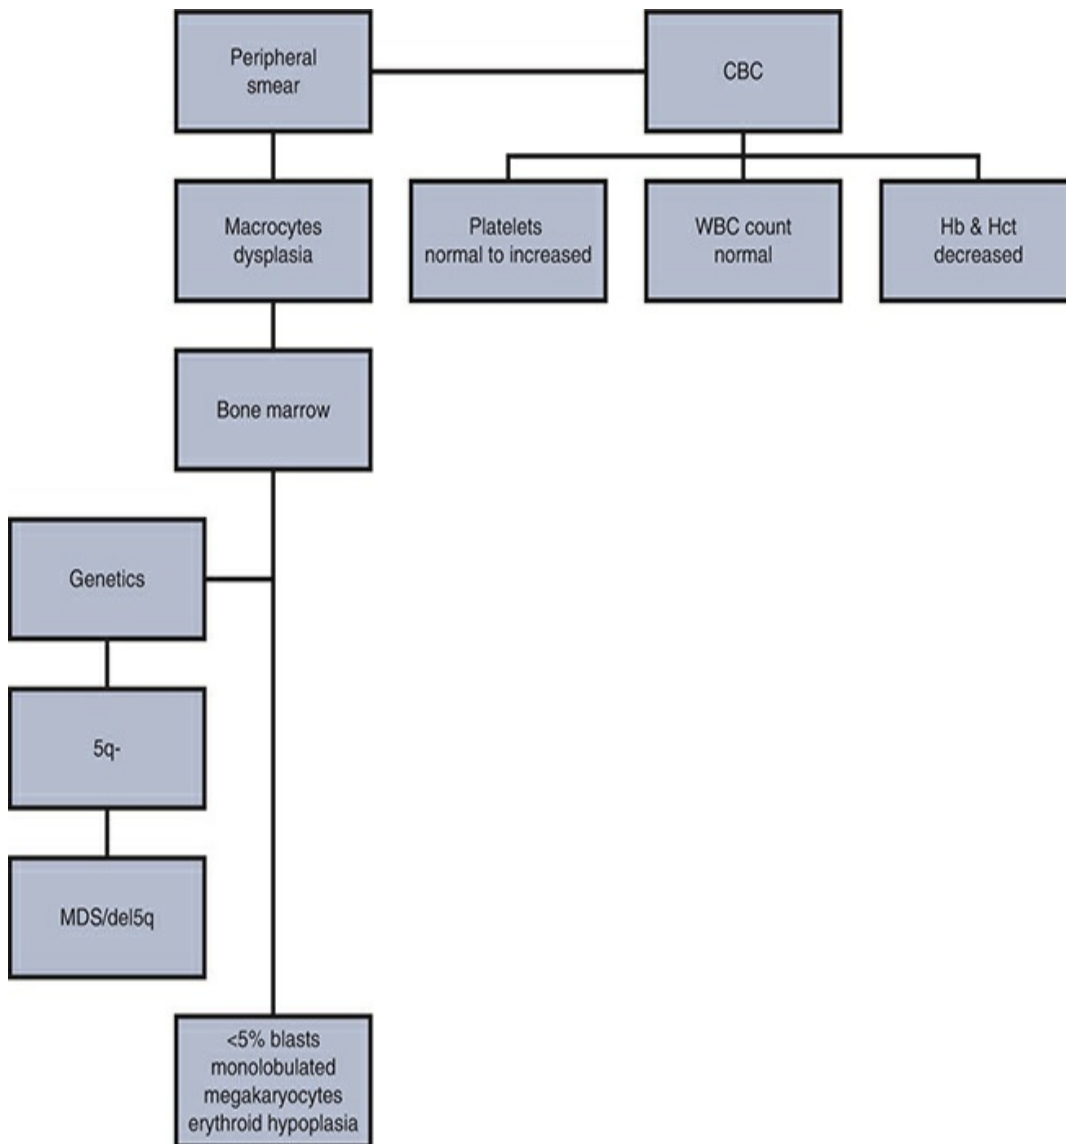 Peripheral
smear
CBC
Macrocytes
dysplasia
Platelets
normal to increased
WBC count
normal
Hb & Hct
decreased
Bone marrow
Genetics
5q-
MDS/del5q
<5% blasts
monolobulated
megakaryocytes
erythroid hypoplasia